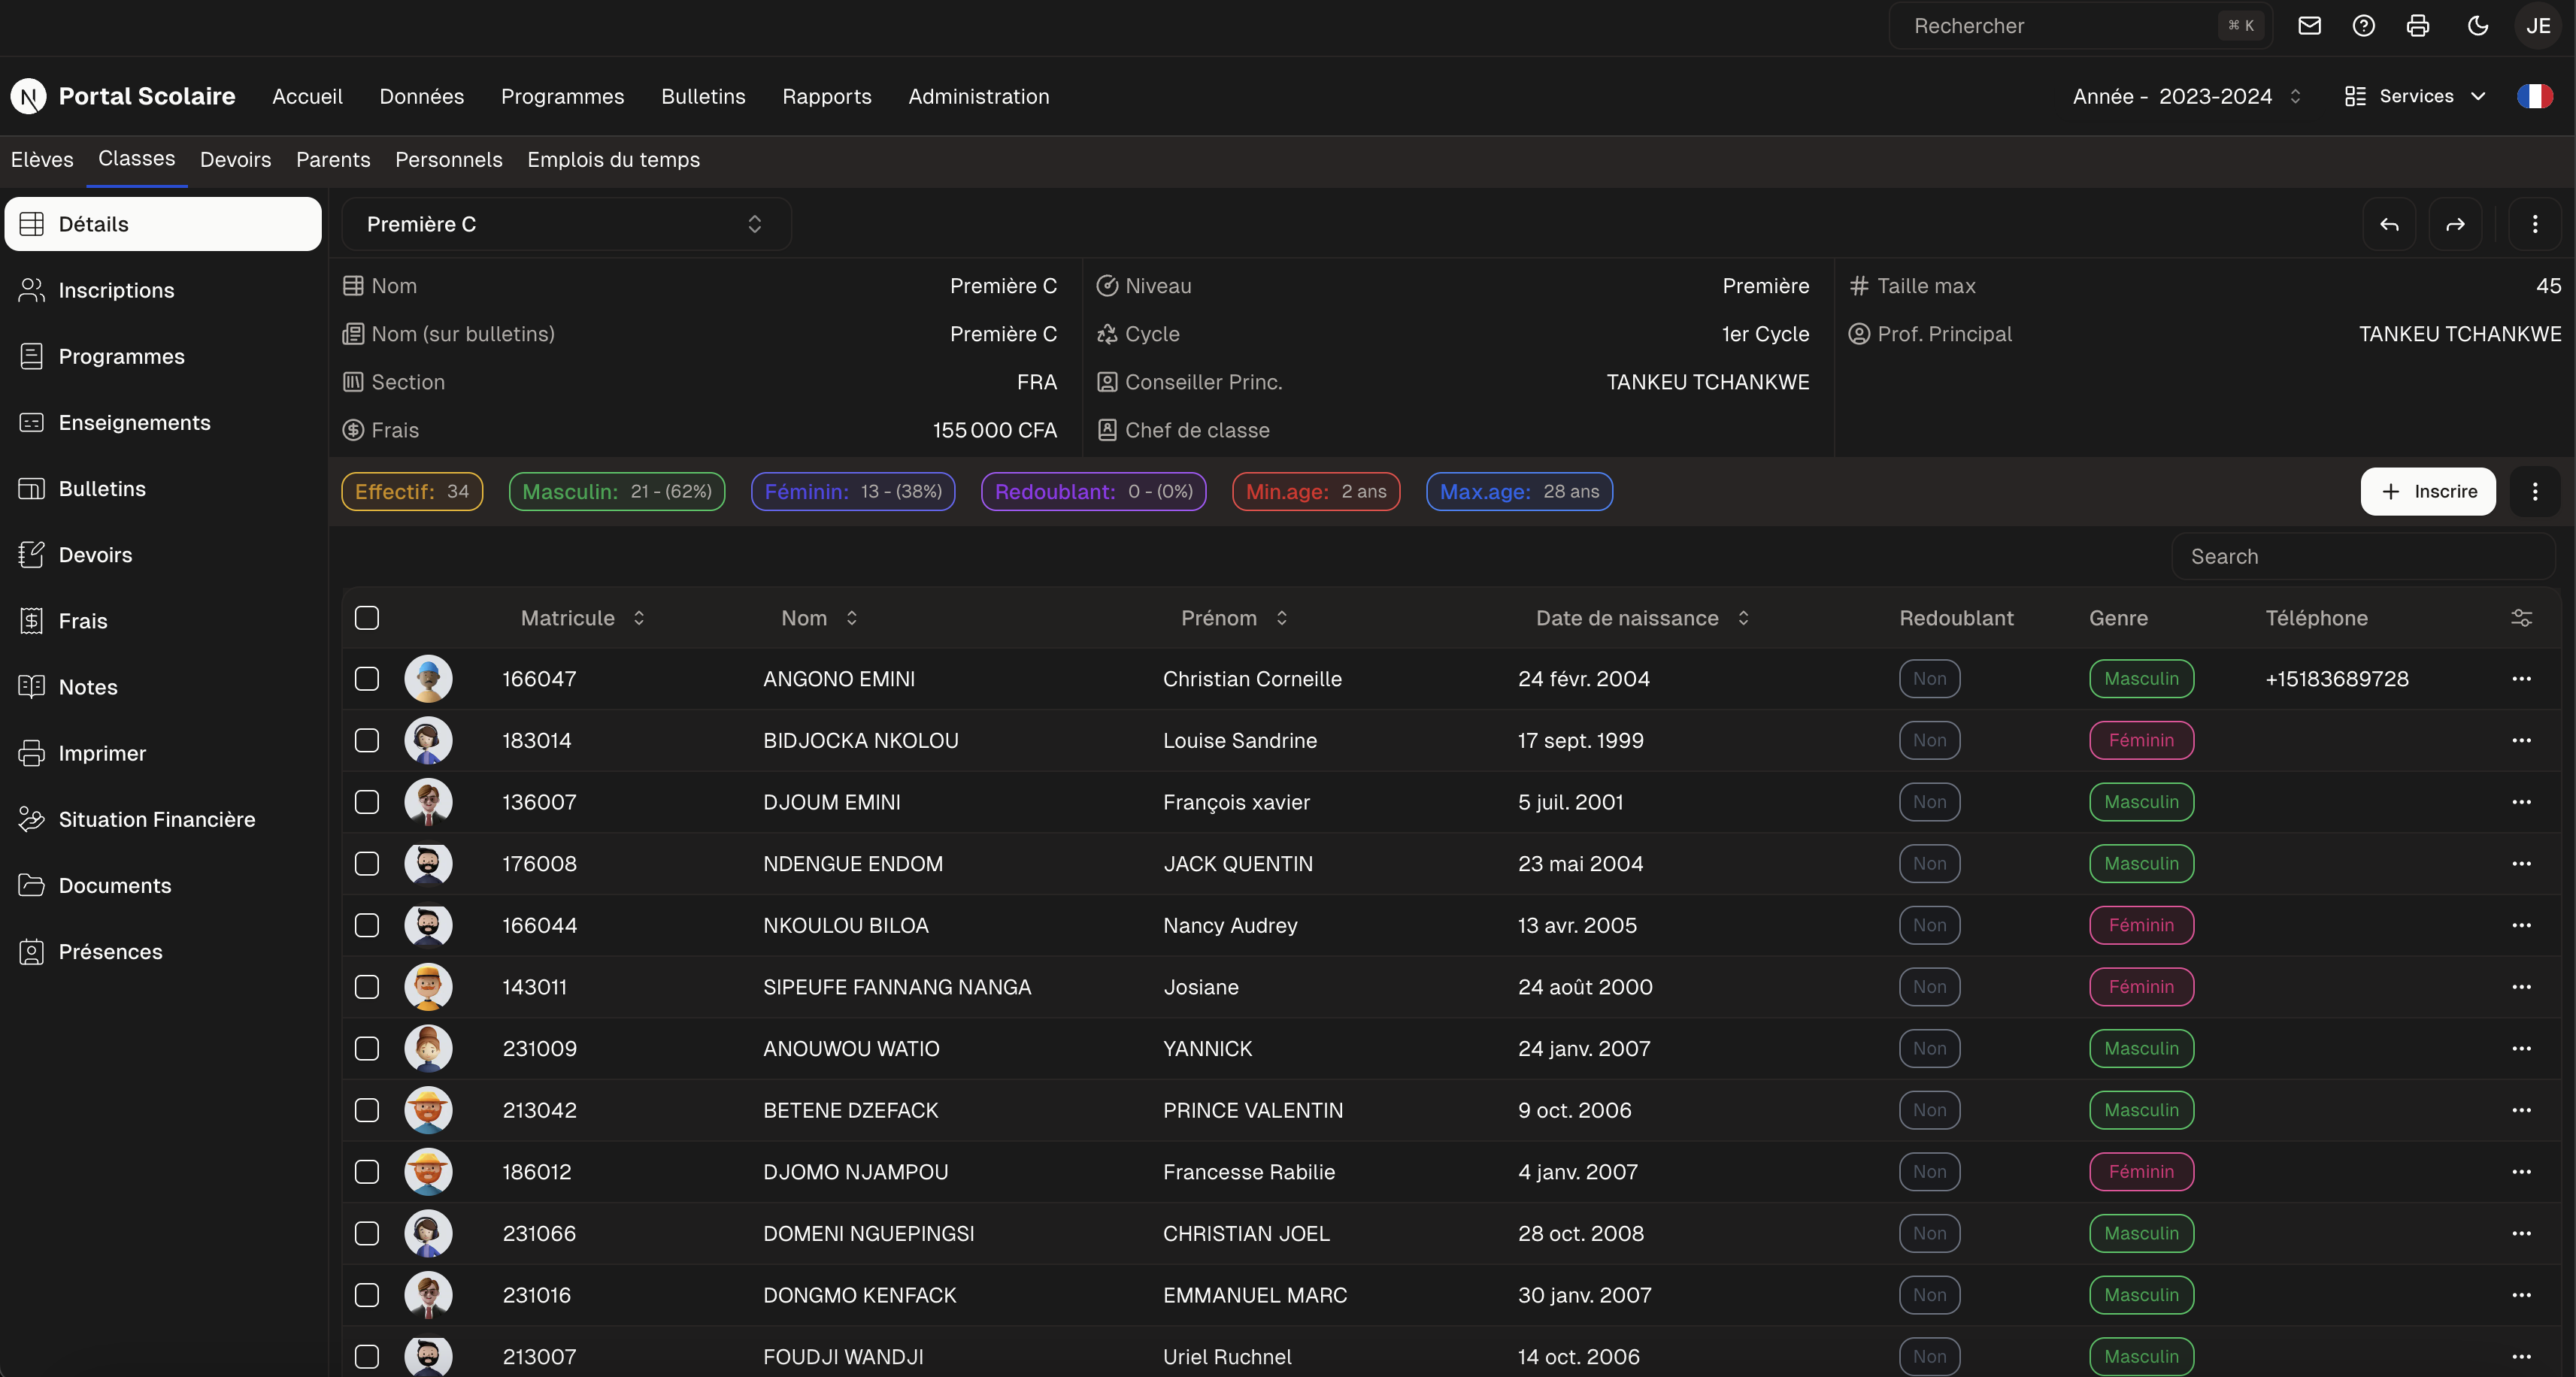 Rechercher ⌘ K JE
N Portal Scolaire Accueil Données Programmes Bulletins Rapports Administration Année - 2023-2024 Services
Elèves Classes Devoirs Parents Personnels Emplois du temps
Détails
Inscriptions
Programmes
Enseignements
Bulletins
Devoirs
Frais
Notes
Imprimer
Situation Financière
Documents
Présences
Première C
Nom Première C Niveau Première Taille max 45
Nom (sur bulletins) Première C Cycle 1er Cycle Prof. Principal TANKEU TCHANKWE
Section FRA Conseiller Princ. TANKEU TCHANKWE
Frais 155 000 CFA Chef de classe
Effectif: 34 Masculin: 21 - (62%) Féminin: 13 - (38%) Redoublant: 0 - (0%) Min.age: 2 ans Max.age: 28 ans + Inscrire
Search
Matricule Nom Prénom Date de naissance Redoublant Genre Téléphone
166047 ANGONO EMINI Christian Corneille 24 févr. 2004 Non Masculin +15183689728
183014 BIDJOCKA NKOLOU Louise Sandrine 17 sept. 1999 Non Féminin
136007 DJOUM EMINI François xavier 5 juil. 2001 Non Masculin
176008 NDENGUE ENDOM JACK QUENTIN 23 mai 2004 Non Masculin
166044 NKOULOU BILOA Nancy Audrey 13 avr. 2005 Non Féminin
143011 SIPEUFE FANNANG NANGA Josiane 24 août 2000 Non Féminin
231009 ANOUWOU WATIO YANNICK 24 janv. 2007 Non Masculin
213042 BETENE DZEFACK PRINCE VALENTIN 9 oct. 2006 Non Masculin
186012 DJOMO NJAMPOU Francesse Rabilie 4 janv. 2007 Non Féminin
231066 DOMENI NGUEPINGSI CHRISTIAN JOEL 28 oct. 2008 Non Masculin
231016 DONGMO KENFACK EMMANUEL MARC 30 janv. 2007 Non Masculin
213007 FOUDJI WANDJI Uriel Ruchnel 14 oct. 2006 Non Masculin